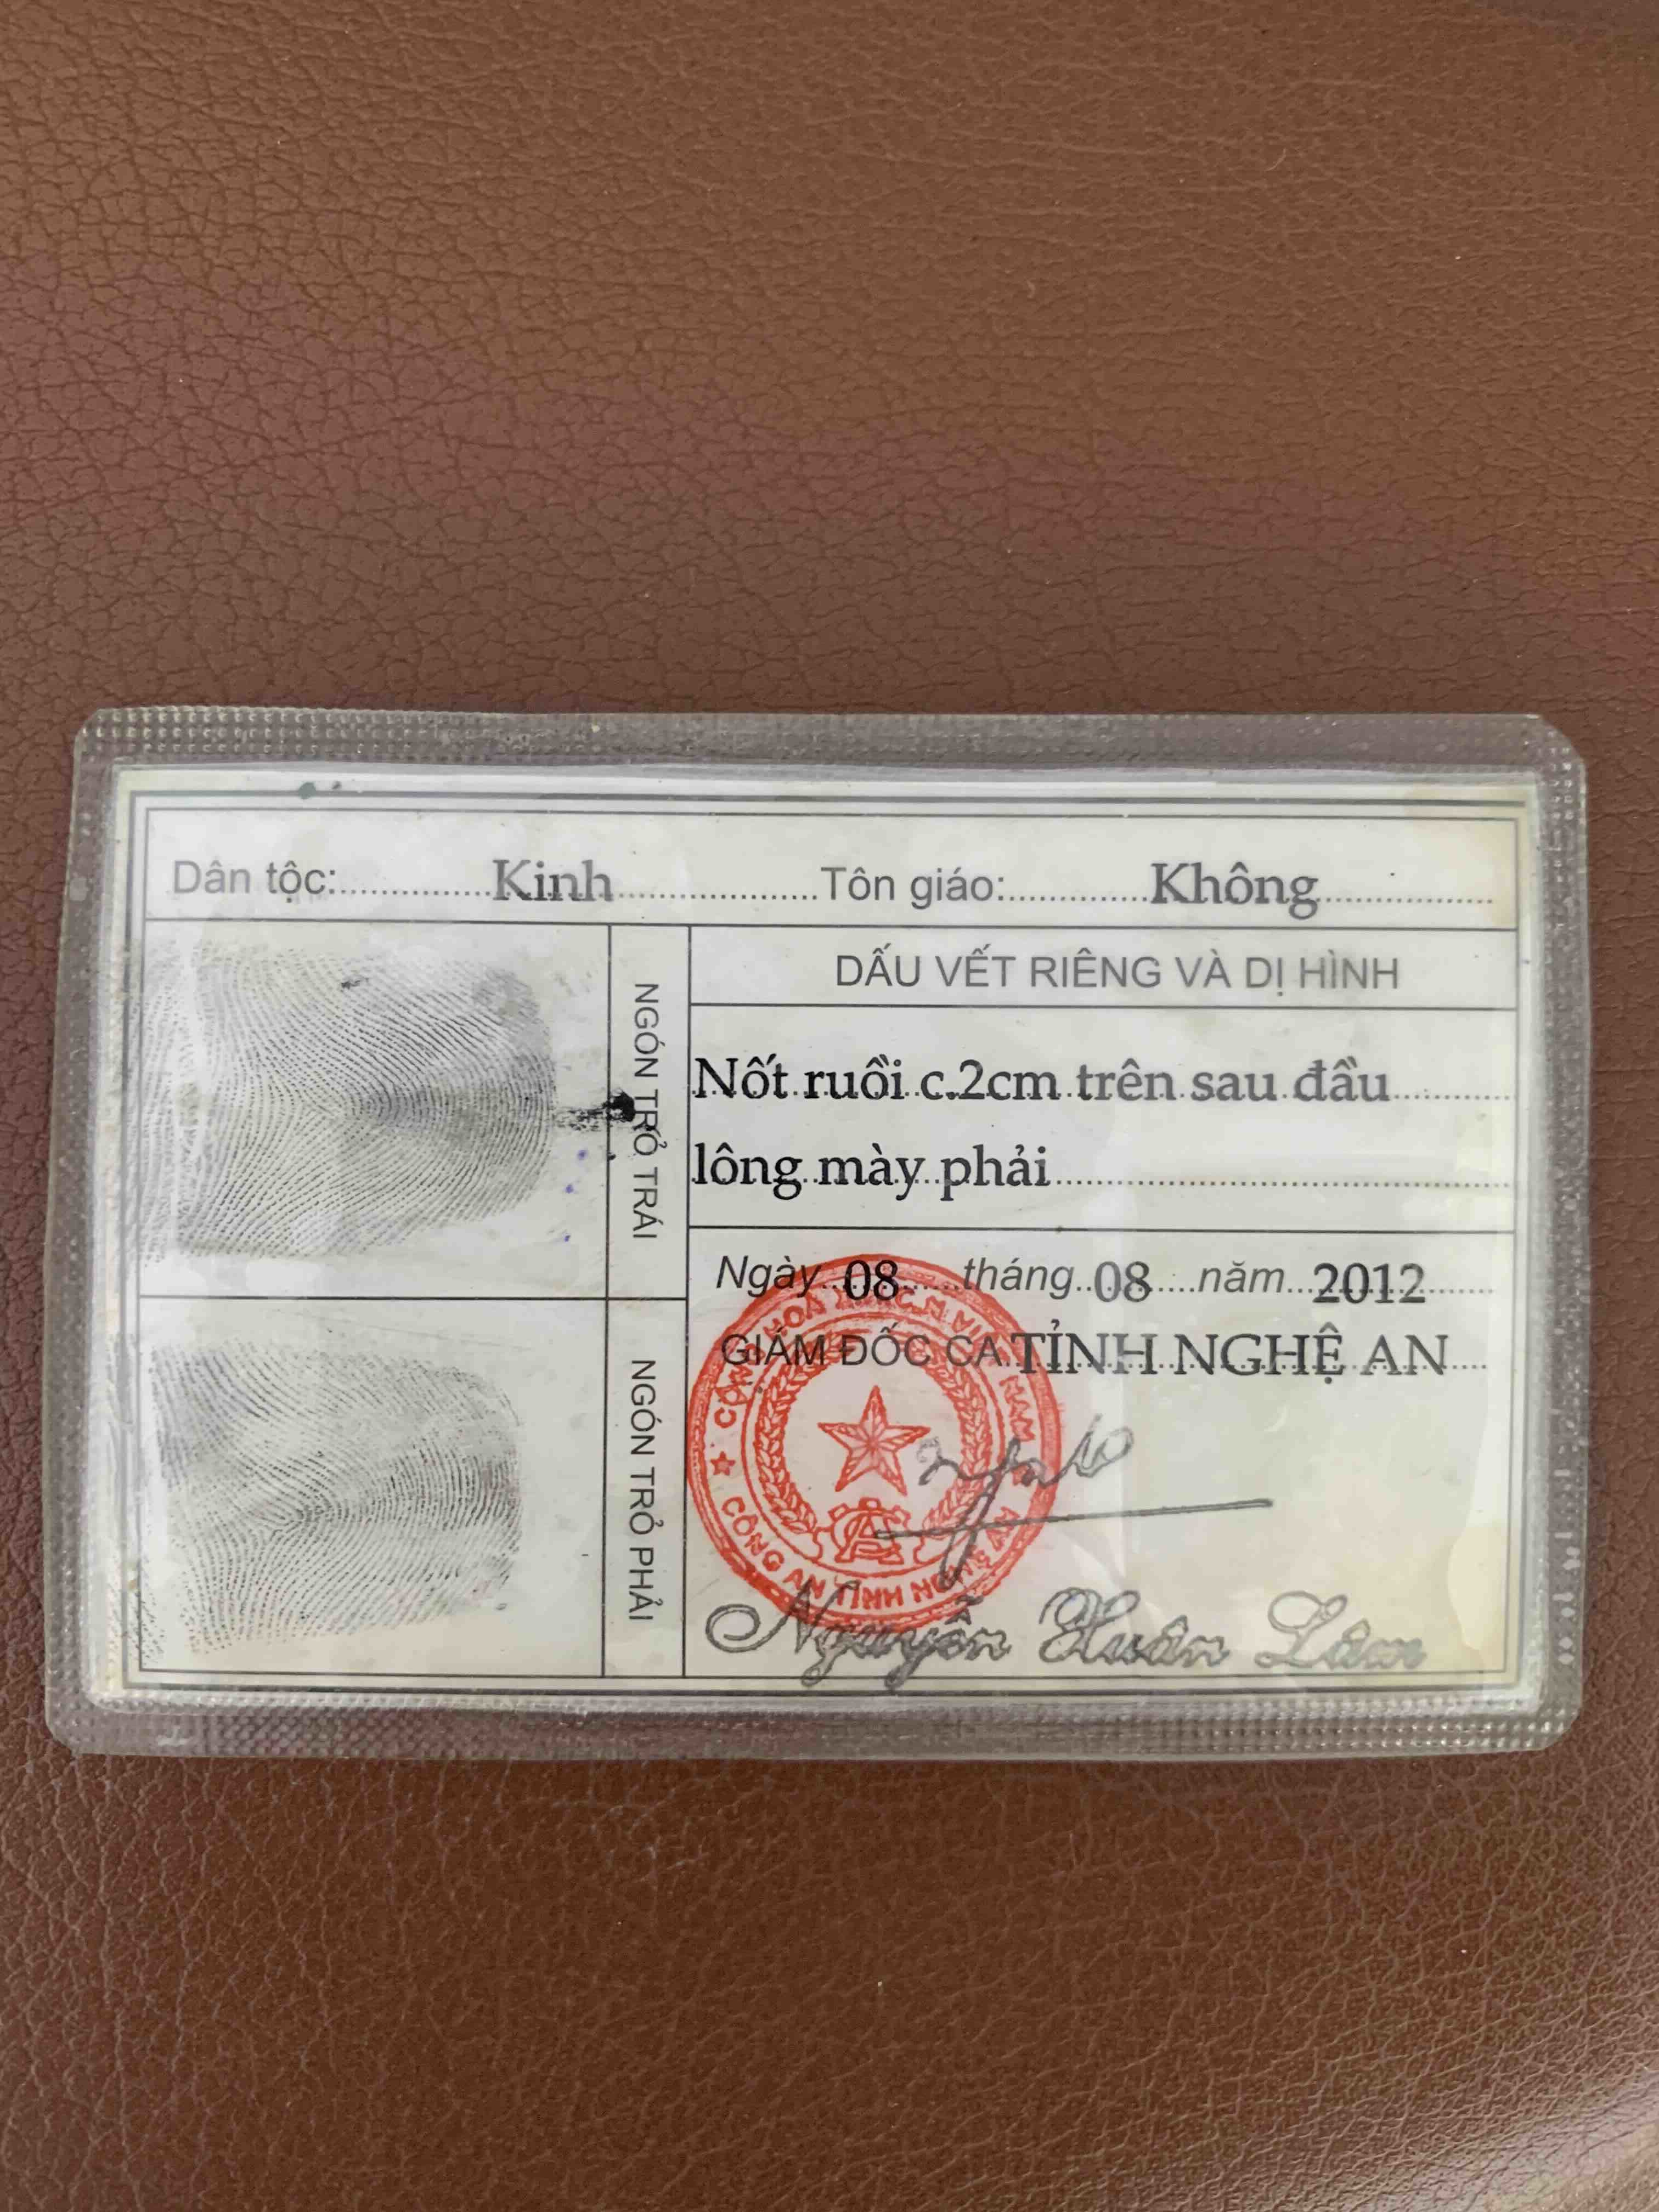 Dân tộc: Kinh Tôn giáo: Không
NGÓN TRỎ TRÁI
DẤU VẾT RIÊNG VÀ DỊ HÌNH
Nốt ruồi c.2cm trên sau đầu
lông mày phải
NGÓN TRỎ PHẢI
Ngày 08 tháng 08 năm 2012
GIÁM ĐỐC CA TỈNH NGHỆ AN
CÔNG AN TỈNH NGHỆ AN
Nguyễn Xuân Lâm